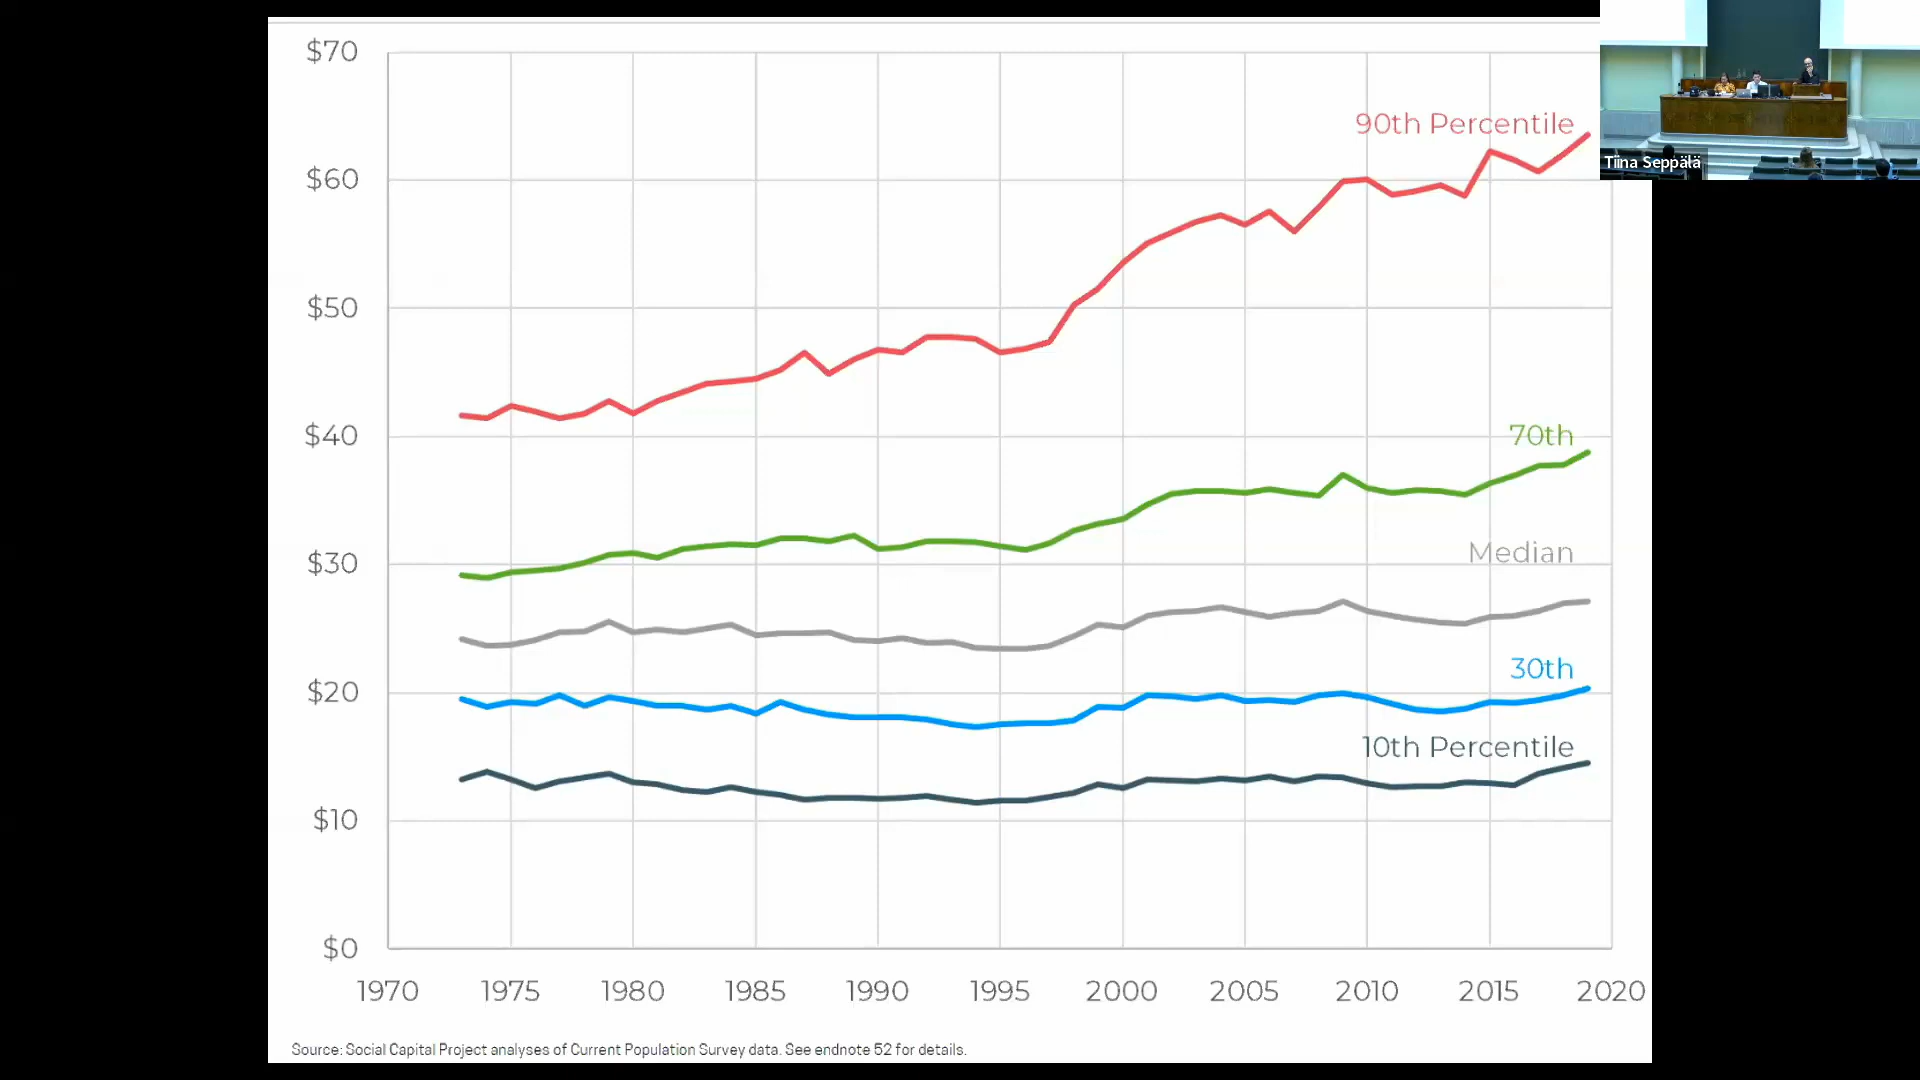 $70
90th Percentile
$60
Tiina Seppälä
$50
$40
70th
$30
Median
$20
30th
10th Percentile
$10
$0
1970 1975 1980 1985 1990 1995 2000 2005 2010 2015 2020
Source: Social Capital Project analyses of Current Population Survey data. See endnote 52 for details.